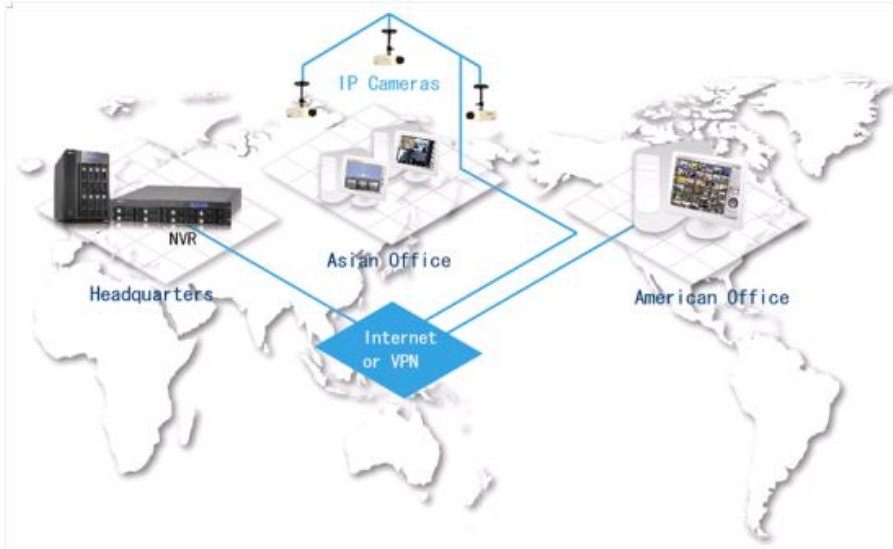 IP Cameras
NVR
Asian Office
Headquarters
American Office
Internet
or VPN